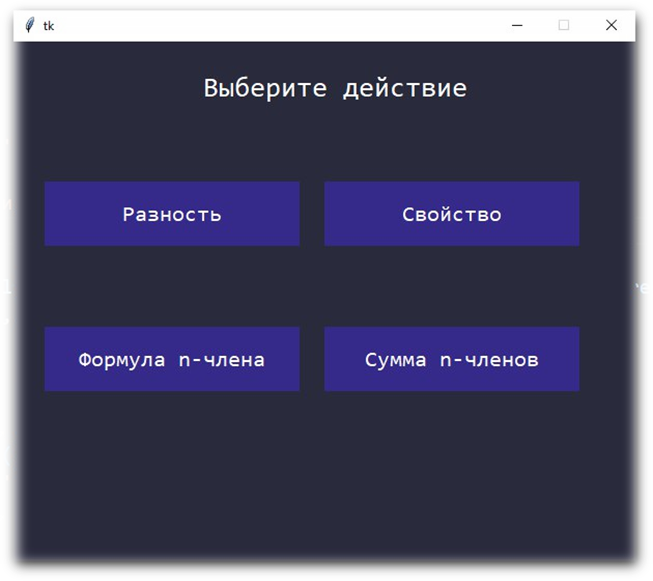 tk
Выберите действие
Разность
Свойство
Формула n-члена
Сумма n-членов